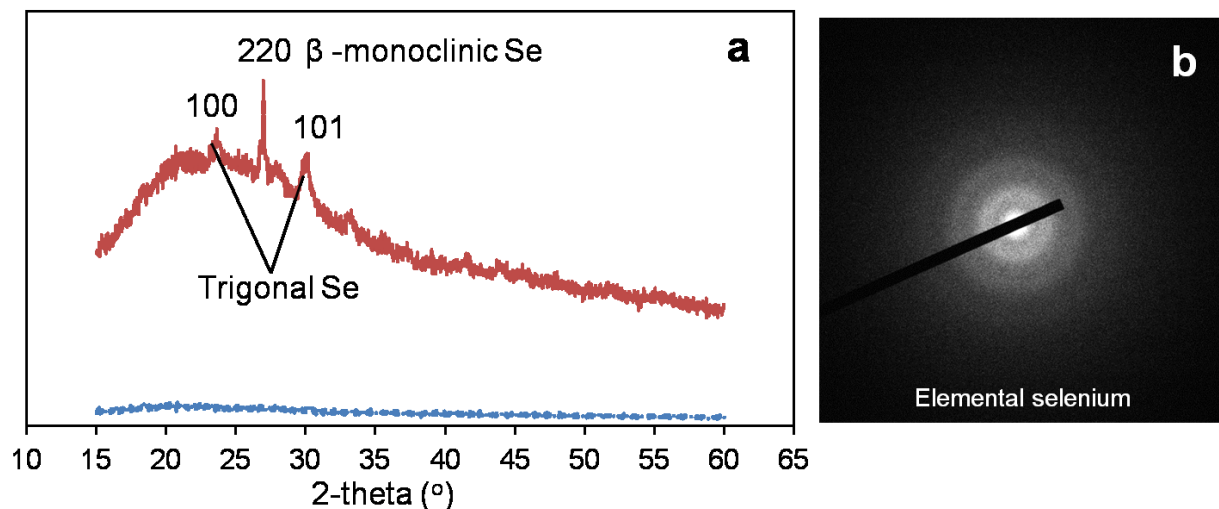 220 β -monoclinic Se
a
100
101
Trigonal Se
10 15 20 25 30 35 40 45 50 55 60 65
2-theta (º)
b
Elemental selenium